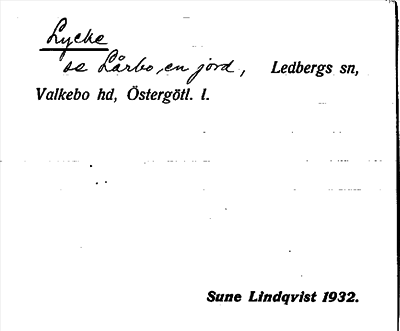 Lycke
se Lårbo, en jord, Ledbergs sn,
Valkebo hd, Östergötl. l.
Sune Lindqvist 1932.